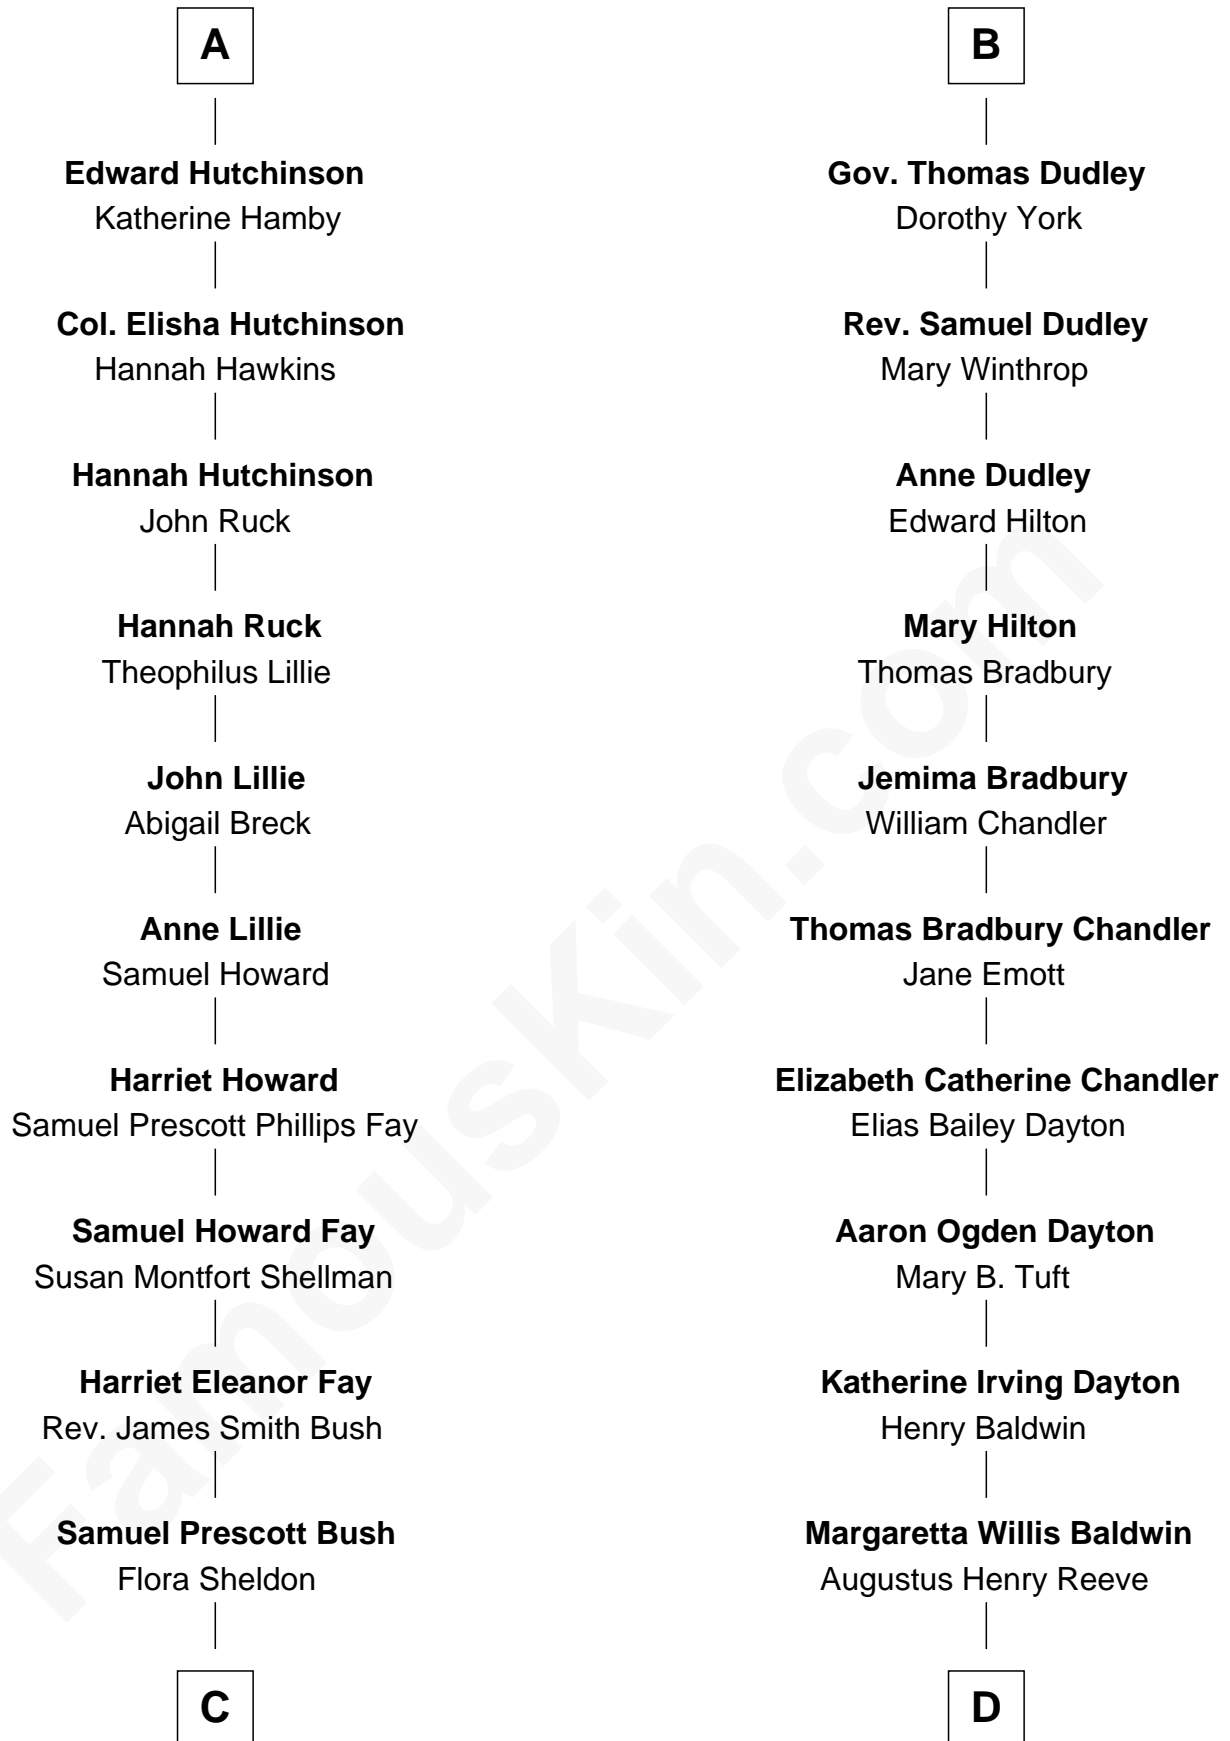 A
Edward Hutchinson
Katherine Hamby
Col. Elisha Hutchinson
Hannah Hawkins
Hannah Hutchinson
John Ruck
Hannah Ruck
Theophilus Lillie
John Lillie
Abigail Breck
Anne Lillie
Samuel Howard
Harriet Howard
Samuel Prescott Phillips Fay
Samuel Howard Fay
Susan Montfort Shellman
Harriet Eleanor Fay
Rev. James Smith Bush
Samuel Prescott Bush
Flora Sheldon
C
B
Gov. Thomas Dudley
Dorothy York
Rev. Samuel Dudley
Mary Winthrop
Anne Dudley
Edward Hilton
Mary Hilton
Thomas Bradbury
Jemima Bradbury
William Chandler
Thomas Bradbury Chandler
Jane Emott
Elizabeth Catherine Chandler
Elias Bailey Dayton
Aaron Ogden Dayton
Mary B. Tuft
Katherine Irving Dayton
Henry Baldwin
Margaretta Willis Baldwin
Augustus Henry Reeve
D
FamousKin.com